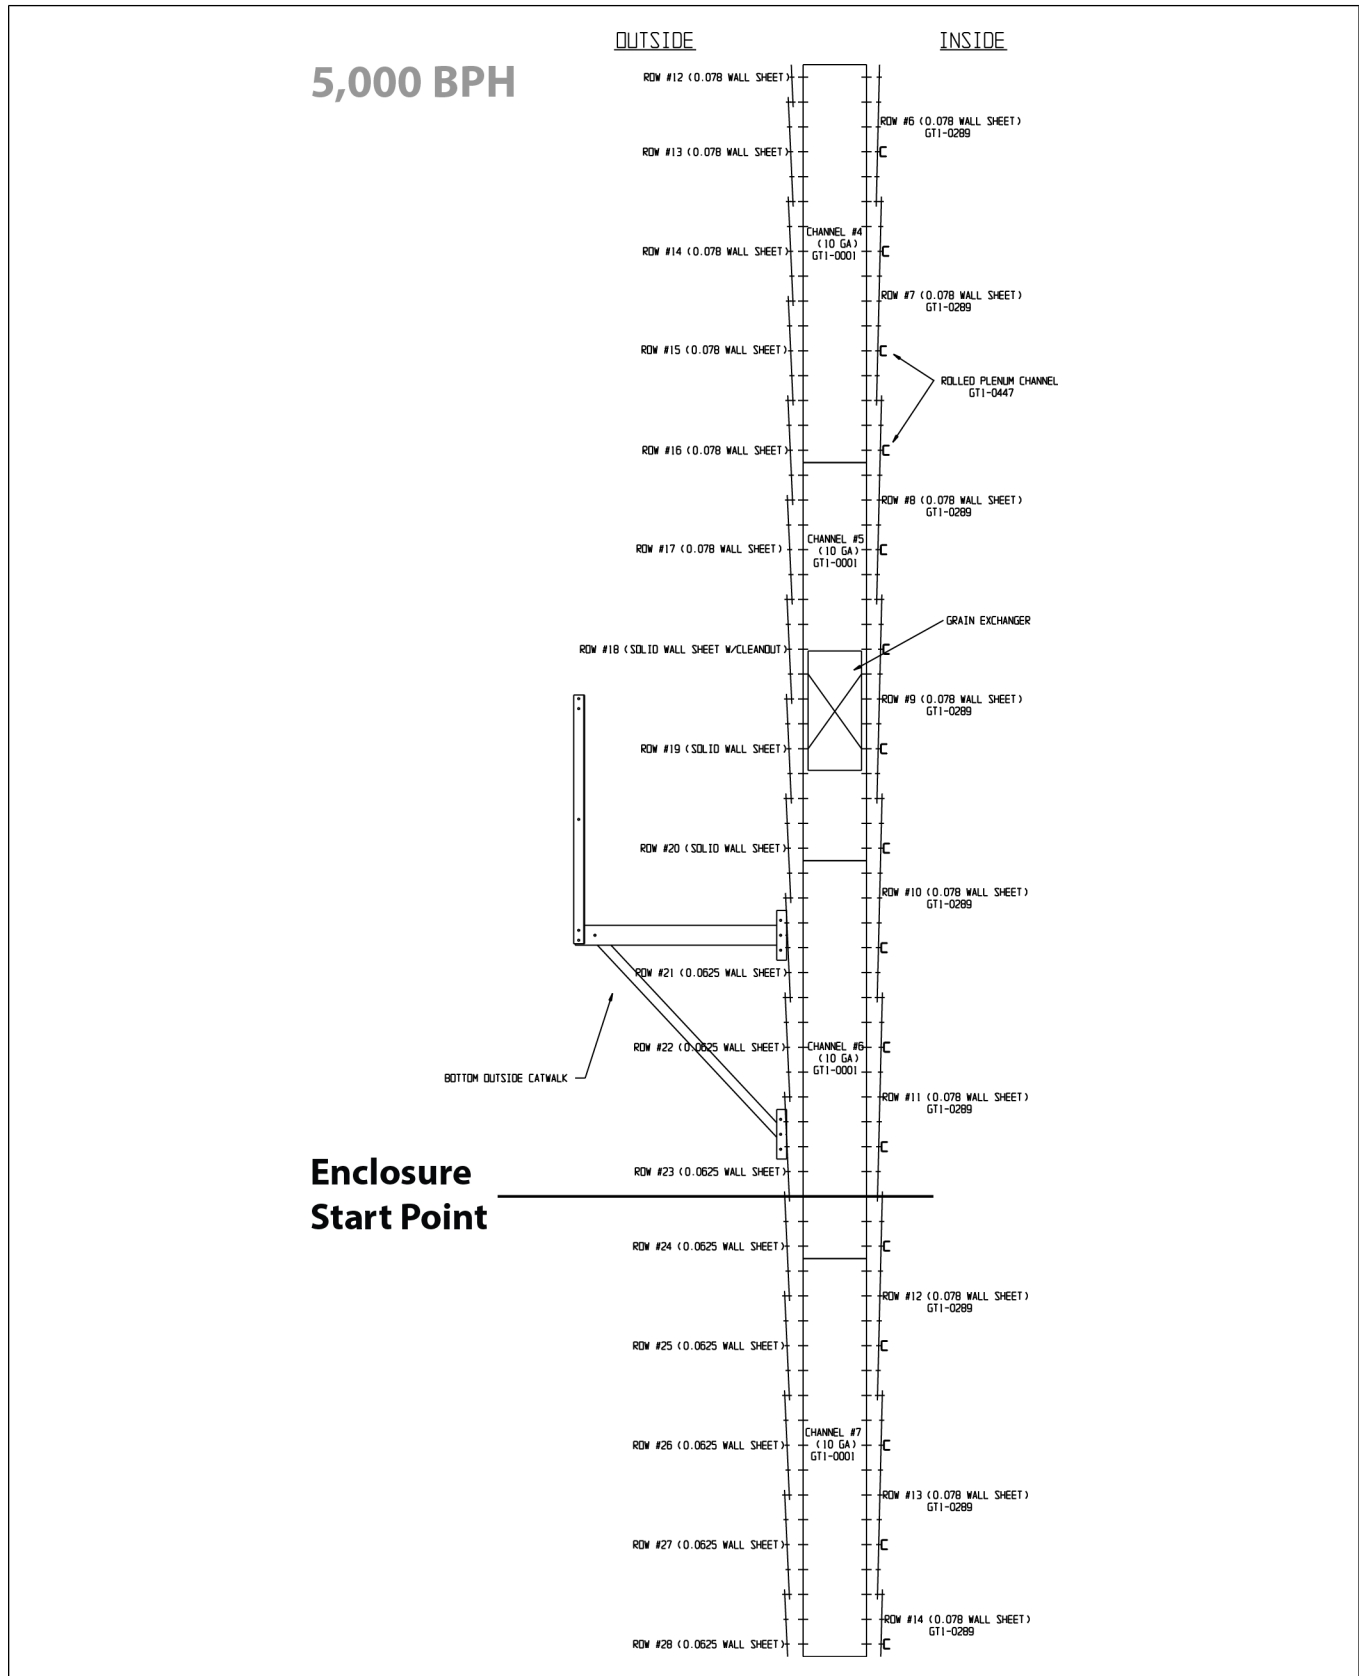 OUTSIDE
INSIDE
5,000 BPH
ROW #12 (0.078 WALL SHEET)
ROW #6 (0.078 WALL SHEET)
GT1-0289
ROW #13 (0.078 WALL SHEET)
CHANNEL #4
(10 GA)
GT1-0001
ROW #14 (0.078 WALL SHEET)
ROW #7 (0.078 WALL SHEET)
GT1-0289
ROW #15 (0.078 WALL SHEET)
ROLLED PLENUM CHANNEL
GT1-0447
ROW #16 (0.078 WALL SHEET)
ROW #8 (0.078 WALL SHEET)
GT1-0289
CHANNEL #5
(10 GA)
GT1-0001
ROW #17 (0.078 WALL SHEET)
GRAIN EXCHANGER
ROW #18 (SOLID WALL SHEET W/CLEANOUT)
ROW #9 (0.078 WALL SHEET)
GT1-0289
ROW #19 (SOLID WALL SHEET)
ROW #20 (SOLID WALL SHEET)
ROW #10 (0.078 WALL SHEET)
GT1-0289
ROW #21 (0.0625 WALL SHEET)
ROW #22 (0.0625 WALL SHEET)
CHANNEL #6
(10 GA)
GT1-0001
BOTTOM OUTSIDE CATWALK
ROW #11 (0.078 WALL SHEET)
GT1-0289
ROW #23 (0.0625 WALL SHEET)
Enclosure
Start Point
ROW #24 (0.0625 WALL SHEET)
ROW #12 (0.078 WALL SHEET)
GT1-0289
ROW #25 (0.0625 WALL SHEET)
CHANNEL #7
(10 GA)
GT1-0001
ROW #26 (0.0625 WALL SHEET)
ROW #13 (0.078 WALL SHEET)
GT1-0289
ROW #27 (0.0625 WALL SHEET)
ROW #14 (0.078 WALL SHEET)
GT1-0289
ROW #28 (0.0625 WALL SHEET)